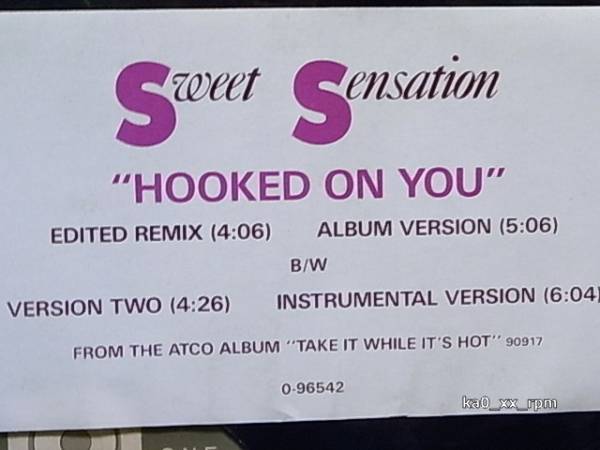 Sweet Sensation
"HOOKED ON YOU"
EDITED REMIX (4:06) ALBUM VERSION (5:06)
B/W
VERSION TWO (4:26) INSTRUMENTAL VERSION (6:04)
FROM THE ATCO ALBUM "TAKE IT WHILE IT'S HOT" 90917
0-96542
ka0_xx_rpm